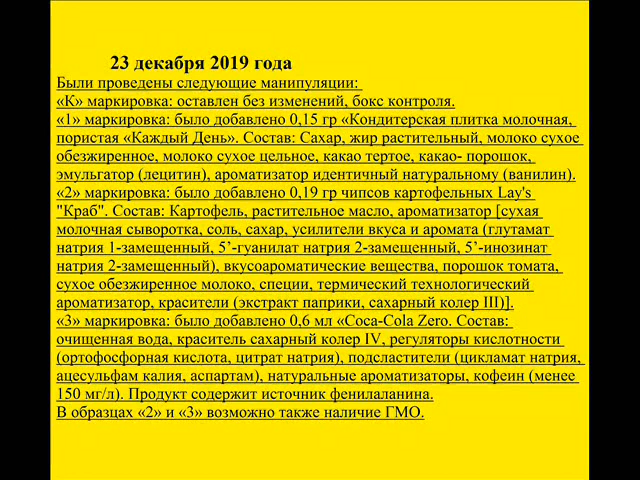 23 декабря 2019 года
Были проведены следующие манипуляции:
«К» маркировка: оставлен без изменений, бокс контроля.
«1» маркировка: было добавлено 0,15 гр «Кондитерская плитка молочная,
пористая «Каждый День». Состав: Сахар, жир растительный, молоко сухое
обезжиренное, молоко сухое цельное, какао тертое, какао- порошок,
эмульгатор (лецитин), ароматизатор идентичный натуральному (ванилин).
«2» маркировка: было добавлено 0,19 гр чипсов картофельных Lay's
"Краб". Состав: Картофель, растительное масло, ароматизатор [сухая
молочная сыворотка, соль, сахар, усилители вкуса и аромата (глутамат
натрия 1-замещенный, 5’-гуанилат натрия 2-замещенный, 5’-инозинат
натрия 2-замещенный), вкусоароматические вещества, порошок томата,
сухое обезжиренное молоко, специи, термический технологический
ароматизатор, красители (экстракт паприки, сахарный колер III)].
«3» маркировка: было добавлено 0,6 мл «Coca-Cola Zero. Состав:
очищенная вода, краситель сахарный колер IV, регуляторы кислотности
(ортофосфорная кислота, цитрат натрия), подсластители (цикламат натрия,
ацесульфам калия, аспартам), натуральные ароматизаторы, кофеин (менее
150 мг/л). Продукт содержит источник фенилаланина.
В образцах «2» и «3» возможно также наличие ГМО.